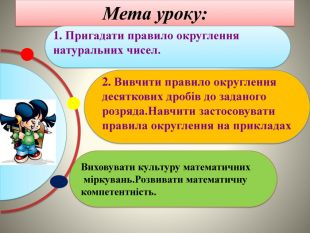 Мета уроку:
1. Пригадати правило округлення
натуральних чисел.
2. Вивчити правило округлення
десяткових дробів до заданого
розряда.Навчити застосовувати
правила округлення на прикладах
Виховувати культуру математичних
міркувань.Розвивати математичну
компетентність.